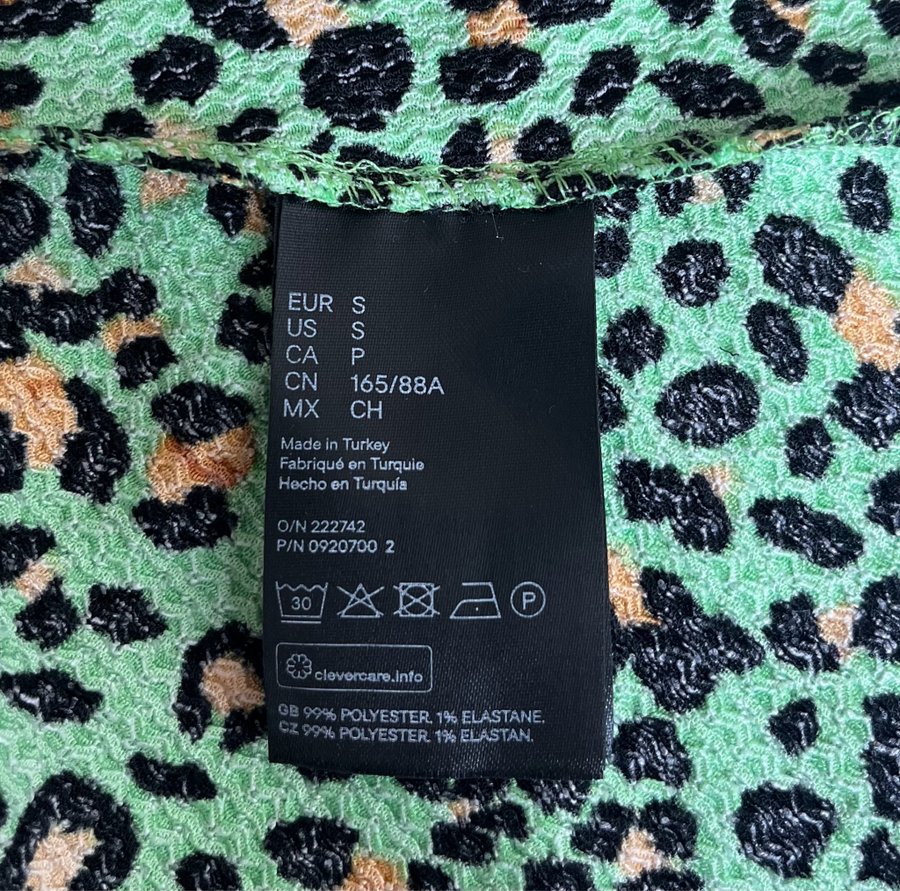 EUR S
US S
CA P
CN 165/88A
MX CH
Made in Turkey
Fabriqué en Turquie
Hecho en Turquía
O/N 222742
P/N 0920700 2
30
P
clevercare.info
GB 99% POLYESTER. 1% ELASTANE.
CZ 99% POLYESTER. 1% ELASTAN.